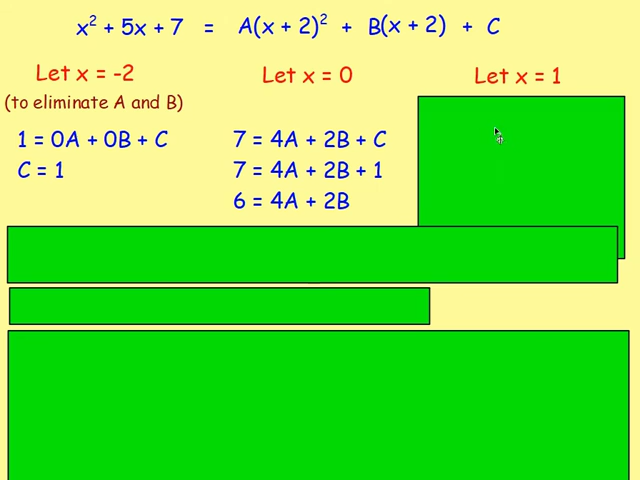 x² + 5x + 7 = A(x + 2)² + B(x + 2) + C
Let x = -2
(to eliminate A and B)
1 = 0A + 0B + C
C = 1
Let x = 0
7 = 4A + 2B + C
7 = 4A + 2B + 1
6 = 4A + 2B
Let x = 1